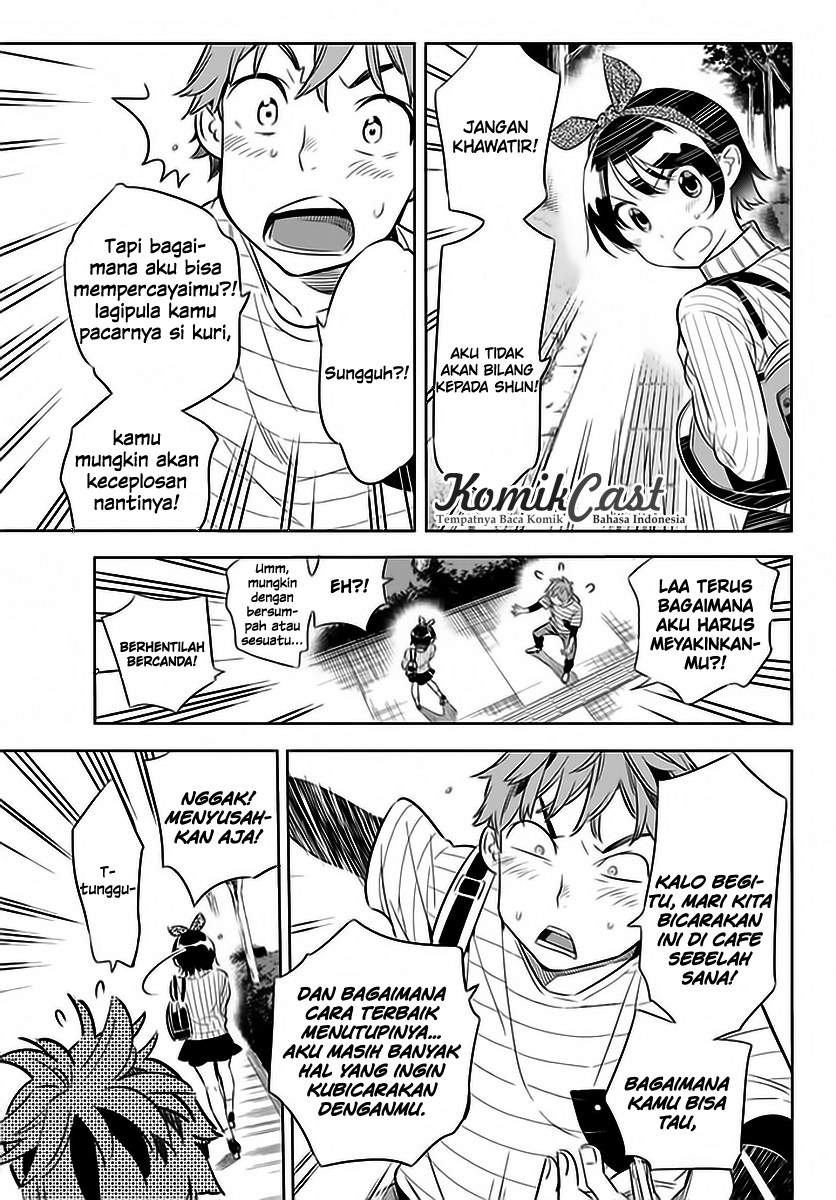 JANGAN
KHAWATIR!
AKU TIDAK
AKAN BILANG
KEPADA SHUN!
Sungguh?!
Tapi bagai-
mana aku bisa
mempercayaimu?!
lagipula kamu
pacarnya si kuri,
kamu
mungkin akan
keceplosan
nantinya!
KomikCast
Tempatnya Baca Komik Bahasa Indonesia
LAA TERUS
BAGAIMANA
AKU HARUS
MEYAKINKAN-
MU?!
EH?!
Umm,
mungkin
dengan
bersum-
pah atau
sesuatu...
BERHENTILAH
BERCANDA!
KALO BEGI-
TU, MARI KITA
BICARAKAN
INI DI CAFE
SEBELAH
SANA!
BAGAIMANA
KAMU BISA
TAU,
DAN BAGAIMANA
CARA TERBAIK
MENUTUPINYA...
AKU MASIH BANYAK
HAL YANG INGIN
KUBICARAKAN
DENGANMU.
NGGAK!
MENYUSAH-
KAN AJA!
T-
tunggu-